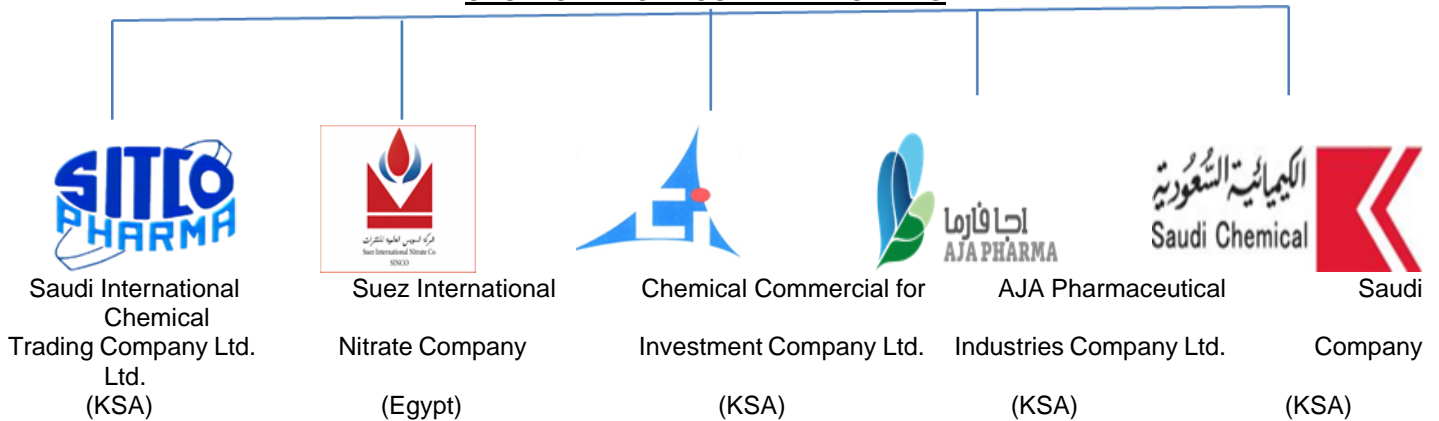 SITCO
PHARMA
شركة السويس العالمية للنترات
Suez International Nitrate Co
SINCO
اجا فارما
AJA PHARMA
الكيميائية السعودية
Saudi Chemical
Saudi International Suez International Chemical Commercial for AJA Pharmaceutical Saudi
Chemical
Trading Company Ltd. Nitrate Company Investment Company Ltd. Industries Company Ltd. Company
Ltd.
(KSA) (Egypt) (KSA) (KSA) (KSA)